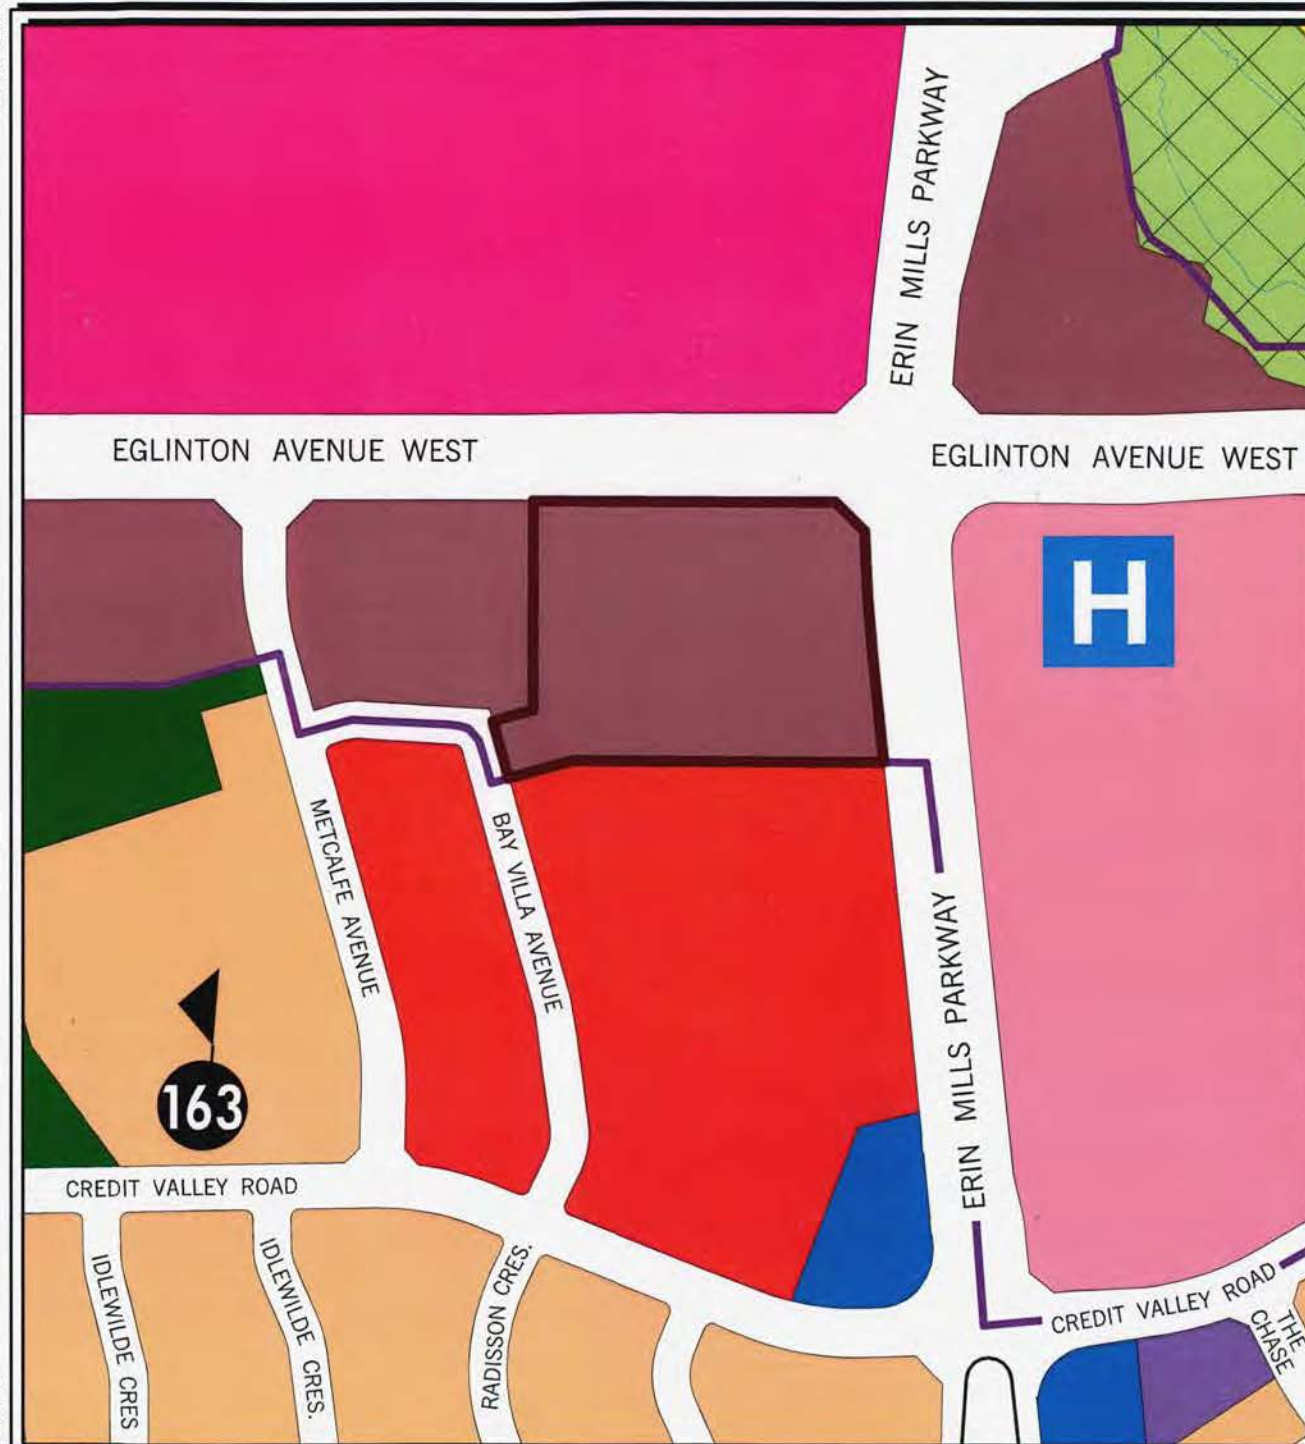 ERIN MILLS PARKWAY
EGLINTON AVENUE WEST
EGLINTON AVENUE WEST
H
METCALFE AVENUE
BAY VILLA AVENUE
ERIN MILLS PARKWAY
163
CREDIT VALLEY ROAD
IDLEWILDE CRES
IDLEWILDE CRES.
RADISSON CRES.
CREDIT VALLEY ROAD
THE
CHASE